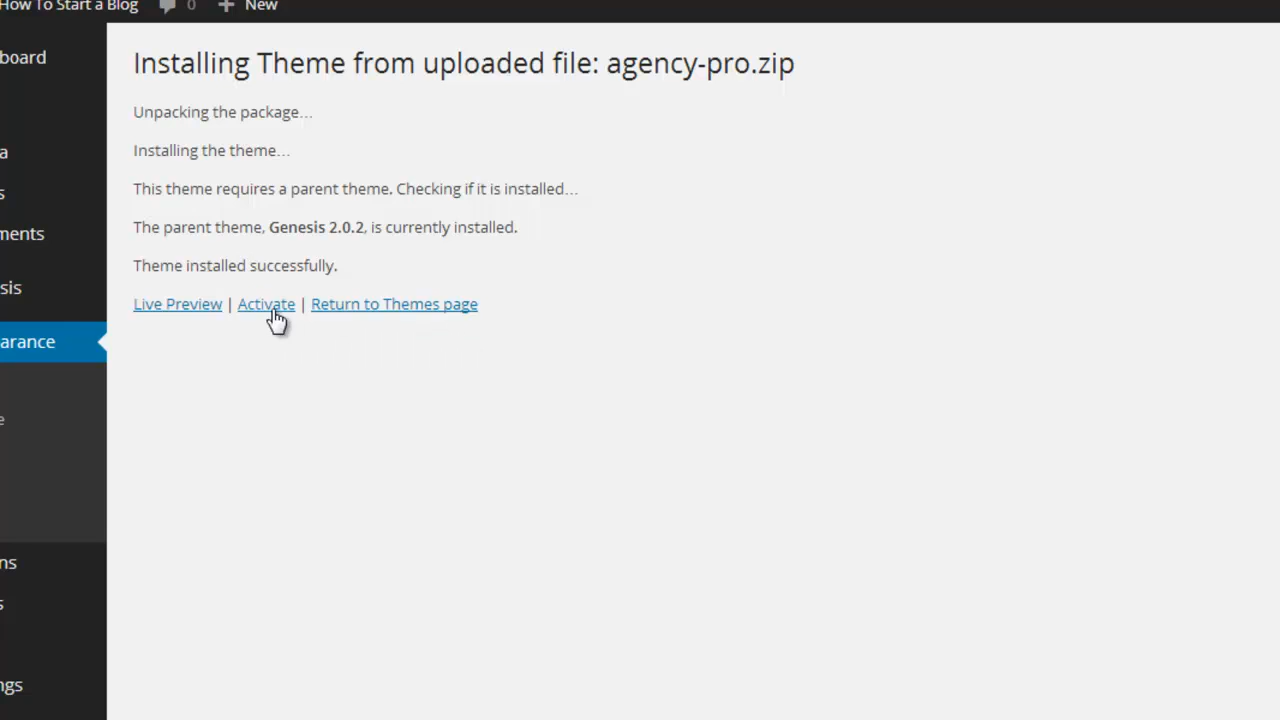 How To Start a Blog 0 + New
board
Installing Theme from uploaded file: agency-pro.zip
Unpacking the package…
a
Installing the theme…
s
This theme requires a parent theme. Checking if it is installed…
ments
The parent theme, Genesis 2.0.2, is currently installed.
Theme installed successfully.
sis
Live Preview | Activate | Return to Themes page
arance
e
ns
s
ngs